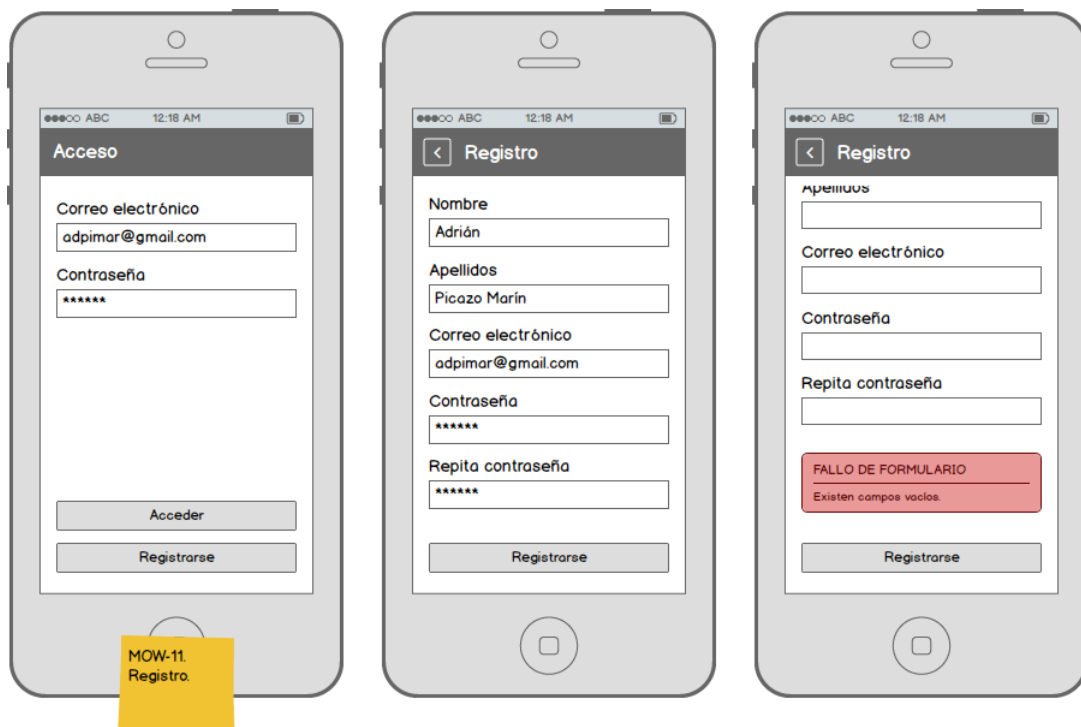 ABC 12:18 AM
Acceso
Correo electrónico
adpimar@gmail.com
Contraseña
******
Acceder
Registrarse
MOW-11.
Registro.
ABC 12:18 AM
< Registro
Nombre
Adrián
Apellidos
Picazo Marín
Correo electrónico
adpimar@gmail.com
Contraseña
******
Repita contraseña
******
Registrarse
ABC 12:18 AM
< Registro
Apellidos
Correo electrónico
Contraseña
Repita contraseña
FALLO DE FORMULARIO
Existen campos vacíos.
Registrarse